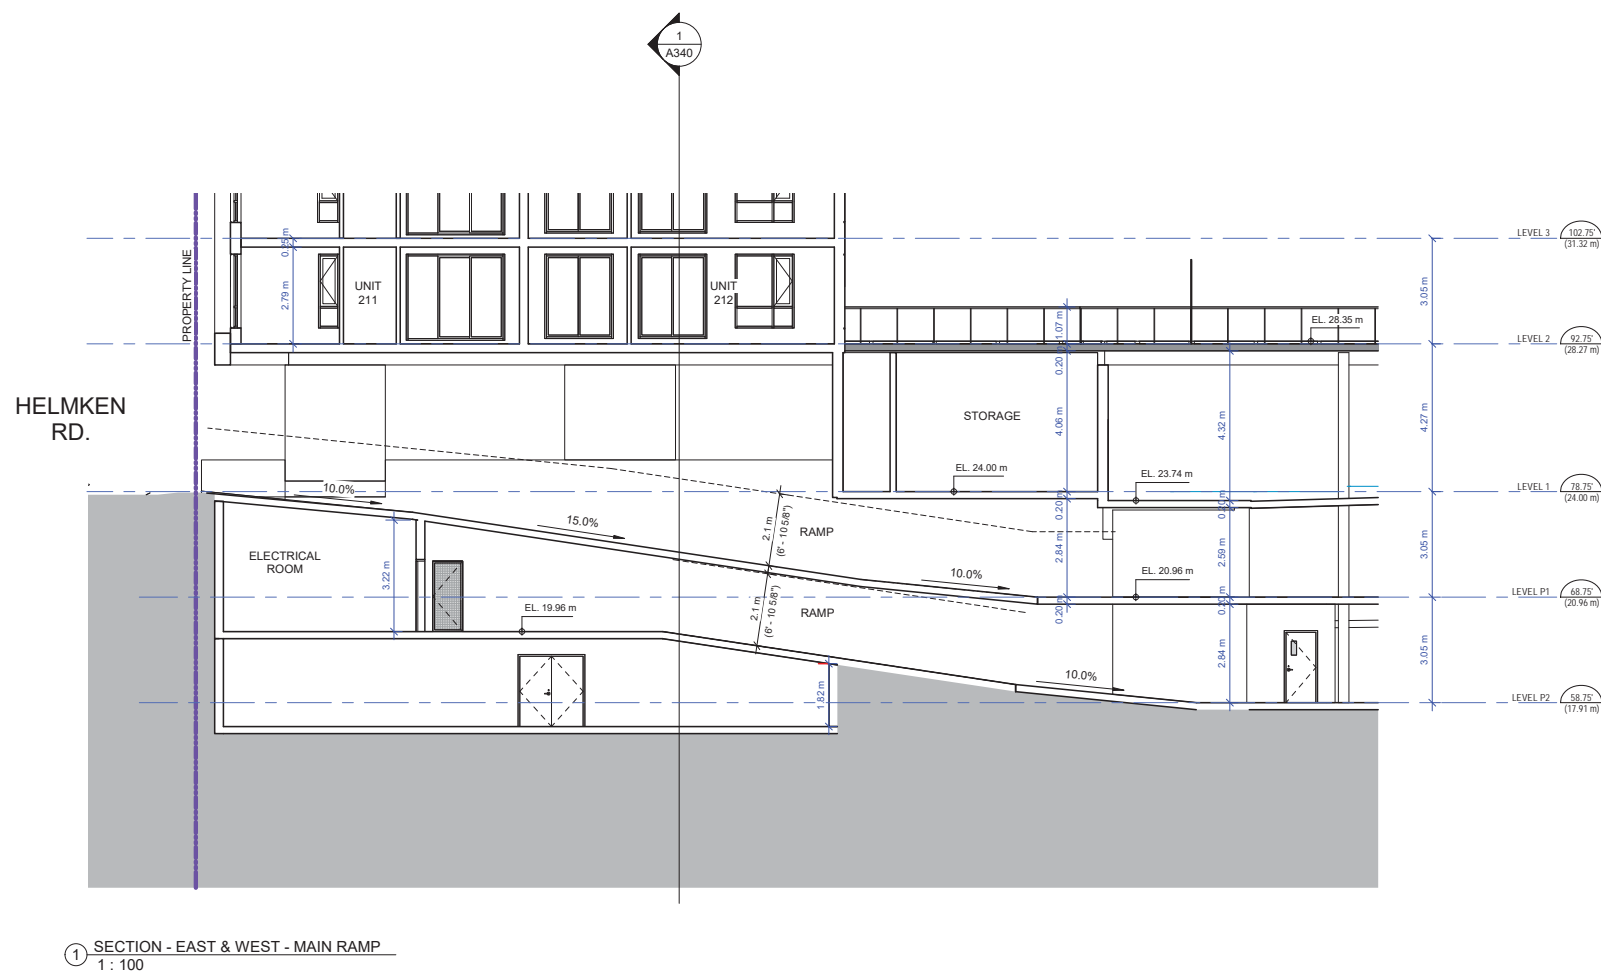 1
A340
LEVEL 3
102.75'
(31.32 m)
PROPERTY LINE
0.25 m
2.79 m
UNIT
211
UNIT
212
3.05 m
1.07 m
EL. 28.35 m
LEVEL 2
92.75'
(28.27 m)
0.20
HELMKEN
RD.
STORAGE
4.06 m
4.32 m
4.27 m
EL. 24.00 m
EL. 23.74 m
LEVEL 1
78.75'
(24.00 m)
10.0%
0.20 m
0.20 m
15.0%
2.1 m
(6' - 10 5/8")
RAMP
2.84 m
2.59 m
3.05 m
ELECTRICAL
ROOM
3.22 m
10.0%
EL. 20.96 m
LEVEL P1
68.75'
(20.96 m)
0.20 m
0.20 m
EL. 19.96 m
2.1 m
(6' - 10 5/8")
RAMP
2.84 m
3.05 m
10.0%
1.82 m
LEVEL P2
58.75'
(17.91 m)
1
SECTION - EAST & WEST - MAIN RAMP
1 : 100